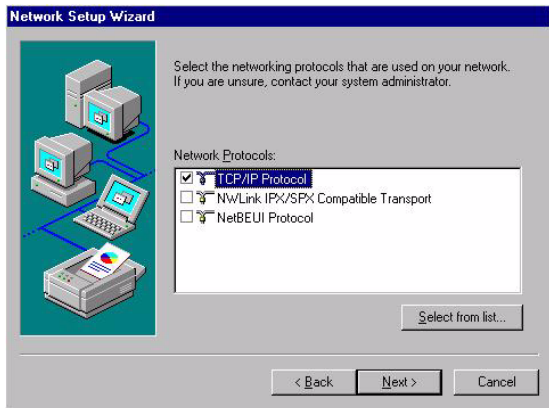 Network Setup Wizard
Select the networking protocols that are used on your network.
If you are unsure, contact your system administrator.
Network Protocols:
TCP/IP Protocol
NWLink IPX/SPX Compatible Transport
NetBEUI Protocol
Select from list...
< Back
Next >
Cancel